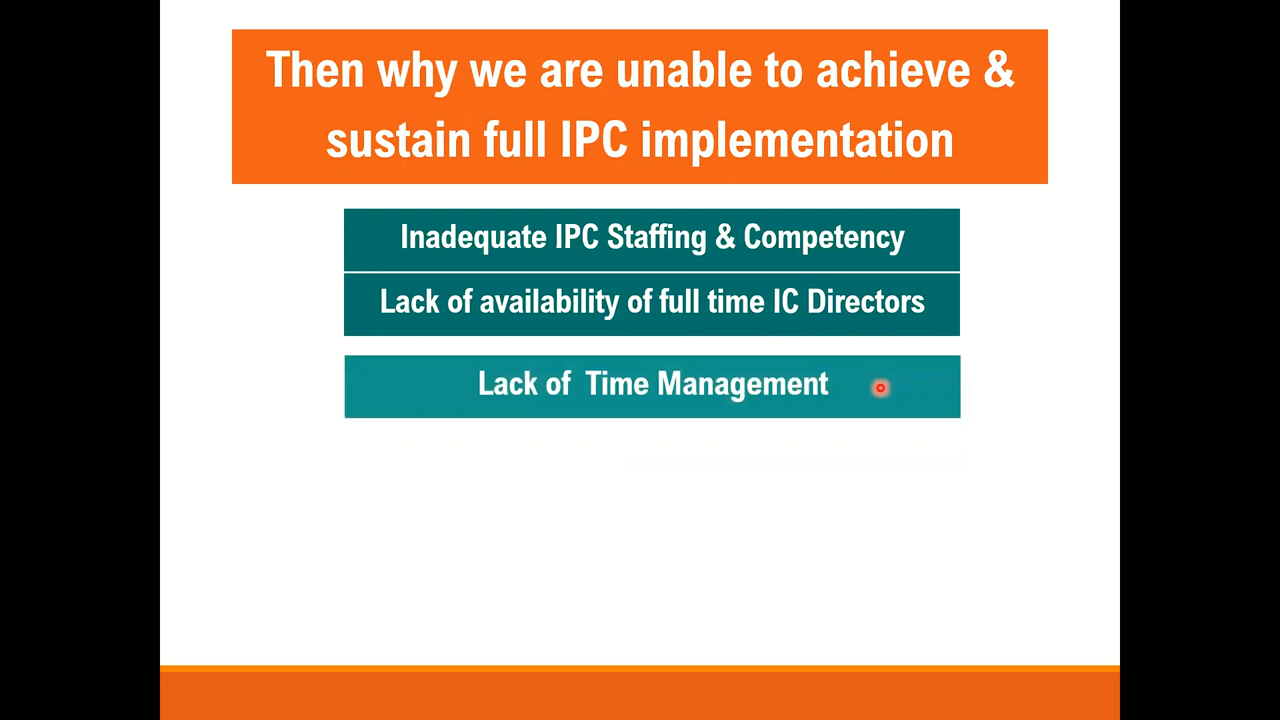 Then why we are unable to achieve &
sustain full IPC implementation
Inadequate IPC Staffing & Competency
Lack of availability of full time IC Directors
Lack of Time Management